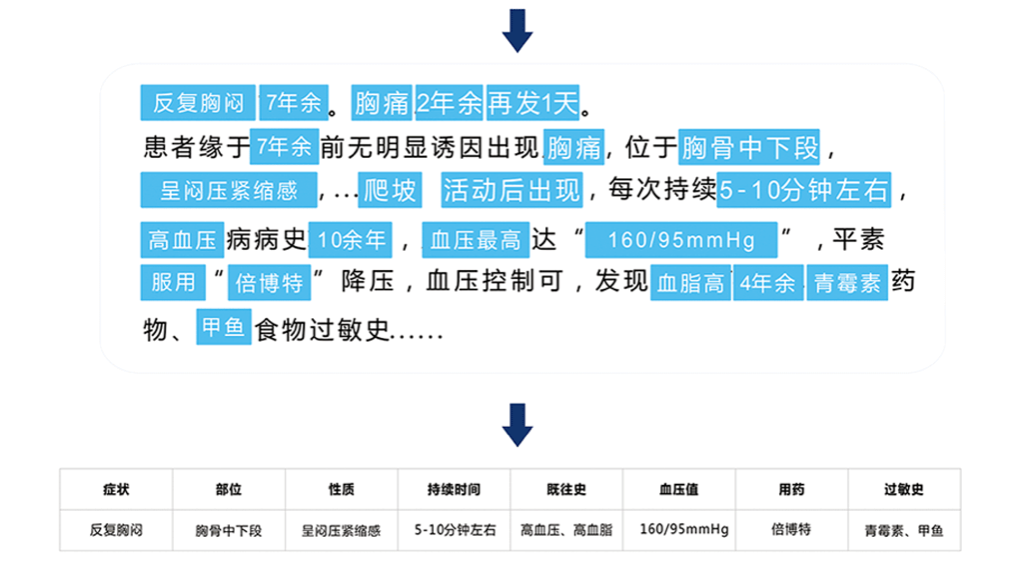 反复胸闷 7年余。胸痛 2年余 再发1天。
患者缘于 7年余 前无明显诱因出现 胸痛，位于 胸骨中下段，
呈闷压紧缩感，…爬坡 活动后出现，每次持续 5-10分钟左右，
高血压 病病史 10余年，血压最高 达“160/95mmHg”，平素
服用“倍博特”降压，血压控制可，发现 血脂高 4年余 青霉素 药
物、甲鱼 食物过敏史……
症状 部位 性质 持续时间 既往史 血压值 用药 过敏史
反复胸闷 胸骨中下段 呈闷压紧缩感 5-10分钟左右 高血压、高血脂 160/95mmHg 倍博特 青霉素、甲鱼